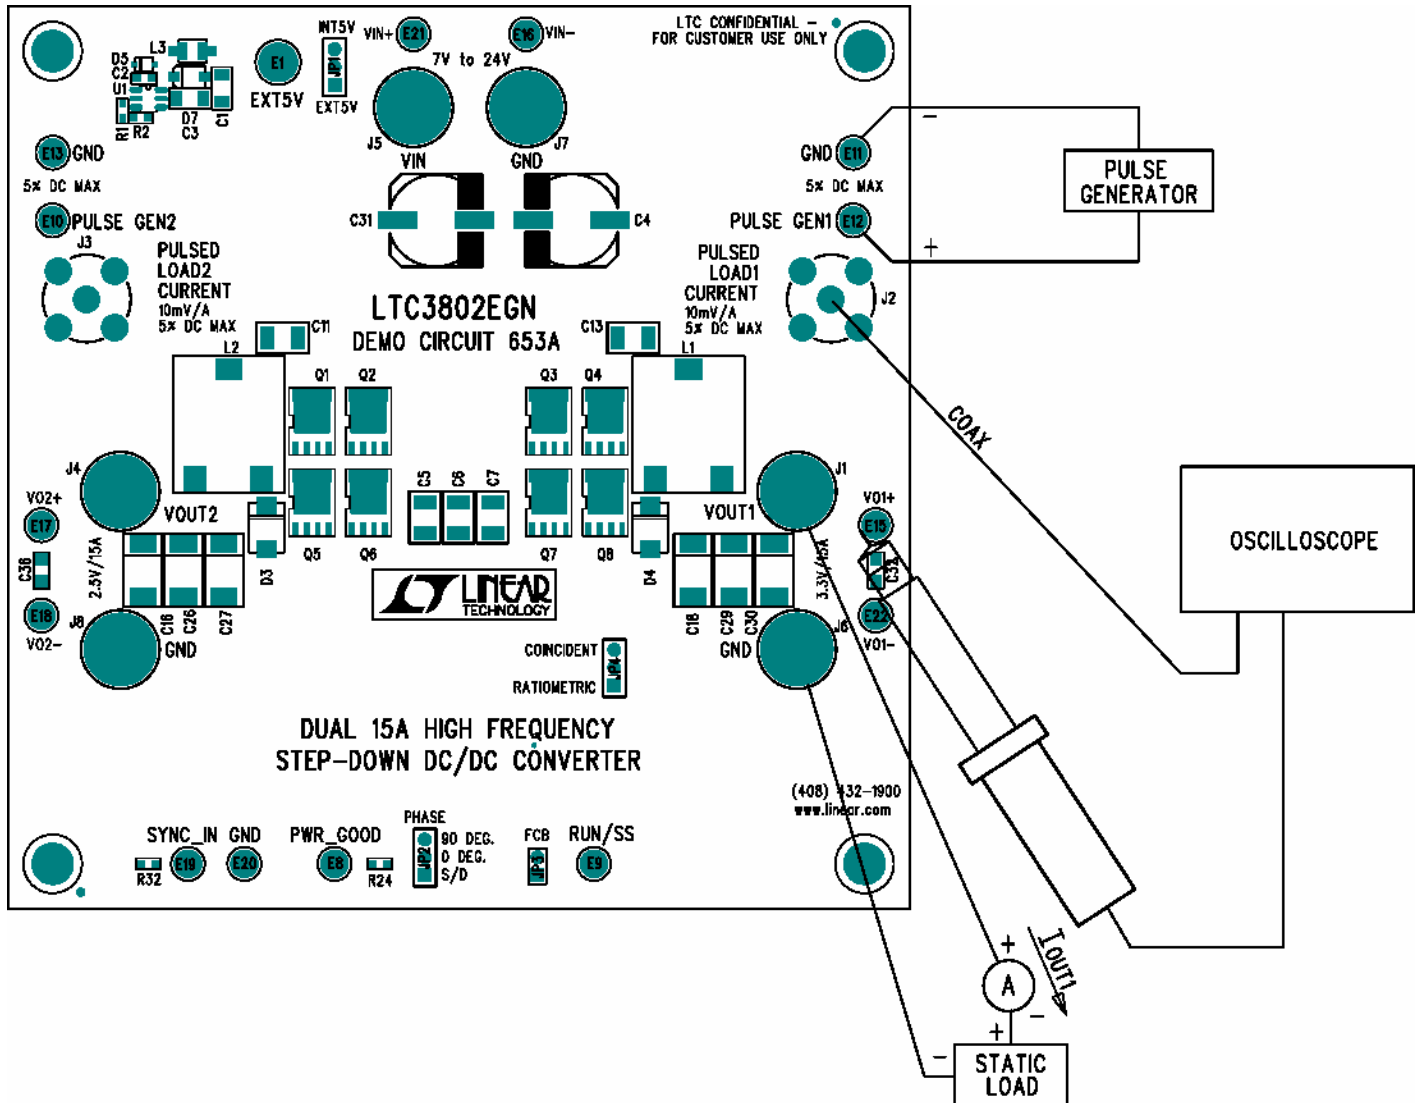 LTC CONFIDENTIAL -
FOR CUSTOMER USE ONLY
INT5V
VIN+
E21
E16
VIN-
L3
D5
C2
U1
E1
JP1
7V to 24V
EXT5V
EXT5V
R1
R2
D7
C3
C1
J5
J7
VIN
GND
E13
GND
5% DC MAX
GND
E11
5% DC MAX
-
PULSE
GENERATOR
E10
PULSE GEN2
C31
C4
PULSE GEN1
E12
+
J3
PULSED
LOAD2
CURRENT
10mV/A
5% DC MAX
PULSED
LOAD1
CURRENT
10mV/A
5% DC MAX
J2
LTC3802EGN
DEMO CIRCUIT 653A
C11
C13
L2
L1
Q1
Q2
Q3
Q4
COAX
J4
J1
C5
C6
C7
VO2+
E17
VOUT2
VOUT1
VO1+
E15
OSCILLOSCOPE
C36
2.5V/15A
D3
Q5
Q6
Q7
Q8
D4
3.3V/15A
C32
LINEAR
TECHNOLOGY
E18
VO2-
J8
C16
C26
C27
GND
C18
C29
C30
GND
J6
E22
VO1-
COINCIDENT
JP4
RATIOMETRIC
DUAL 15A HIGH FREQUENCY
STEP-DOWN DC/DC CONVERTER
(408) 432-1900
www.linear.com
SYNC_IN
GND
PWR_GOOD
PHASE
90 DEG.
0 DEG.
S/D
JP2
FCB
JP3
RUN/SS
R32
E19
E20
E8
R24
E9
+
A
-
IOUT1
+
-
STATIC
LOAD